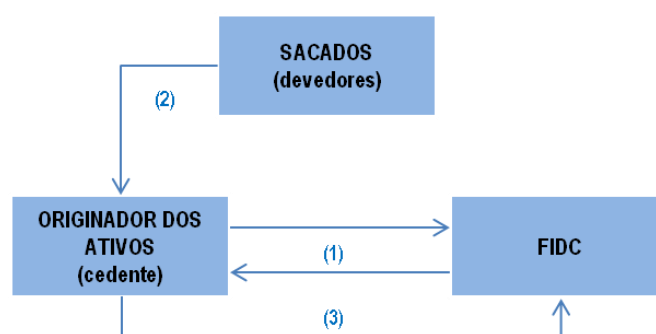 SACADOS
(devedores)
(2)
ORIGINADOR DOS
ATIVOS
(cedente)
(1)
FIDC
(3)